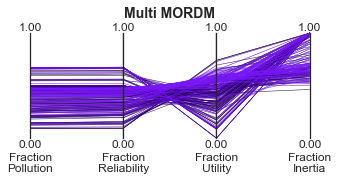 Multi MORDM
1.00 1.00 1.00 1.00
0.00 0.00 0.00 0.00
Fraction Fraction Fraction Fraction
Pollution Reliability Utility Inertia